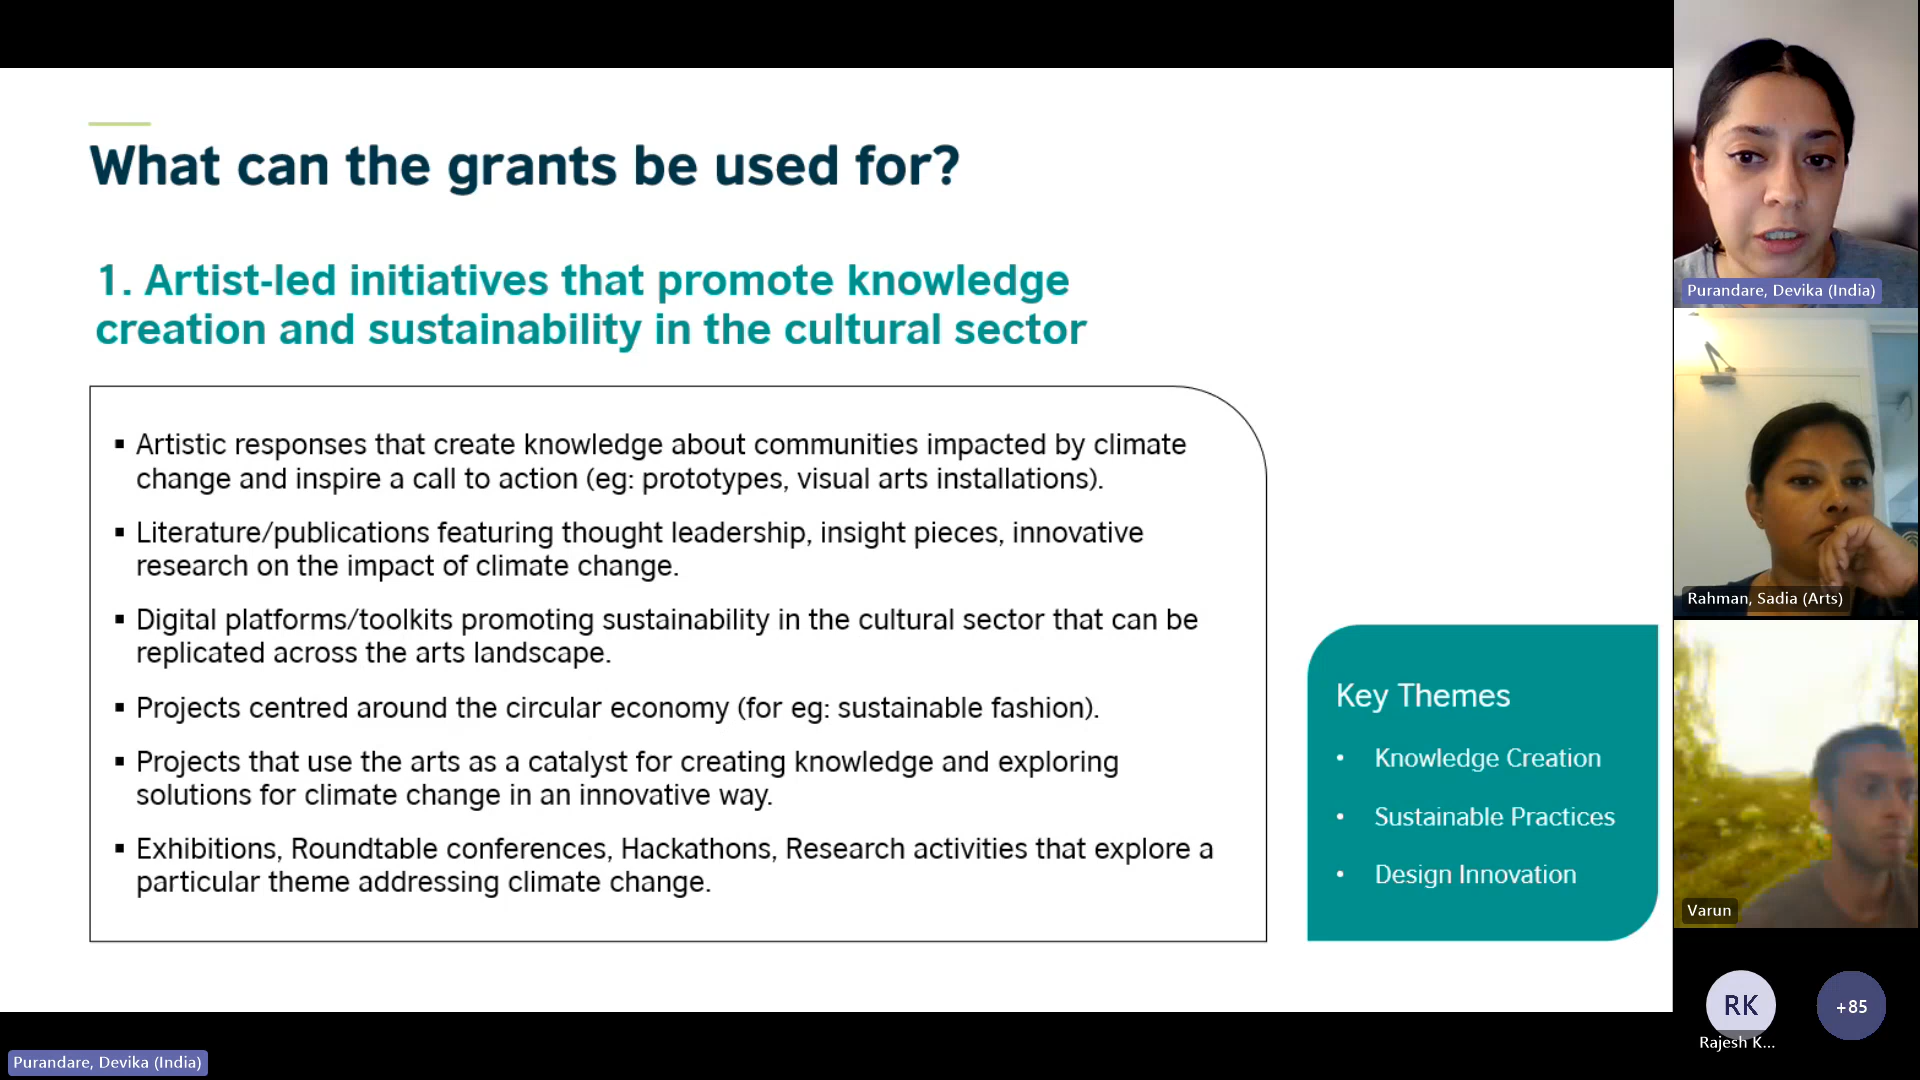 What can the grants be used for?
1. Artist-led initiatives that promote knowledge
creation and sustainability in the cultural sector
▪ Artistic responses that create knowledge about communities impacted by climate
change and inspire a call to action (eg: prototypes, visual arts installations).
▪ Literature/publications featuring thought leadership, insight pieces, innovative
research on the impact of climate change.
▪ Digital platforms/toolkits promoting sustainability in the cultural sector that can be
replicated across the arts landscape.
▪ Projects centred around the circular economy (for eg: sustainable fashion).
▪ Projects that use the arts as a catalyst for creating knowledge and exploring
solutions for climate change in an innovative way.
▪ Exhibitions, Roundtable conferences, Hackathons, Research activities that explore a
particular theme addressing climate change.
Key Themes
• Knowledge Creation
• Sustainable Practices
• Design Innovation
Purandare, Devika (India)
Rahman, Sadia (Arts)
Varun
RK
Rajesh K...
+85
Purandare, Devika (India)